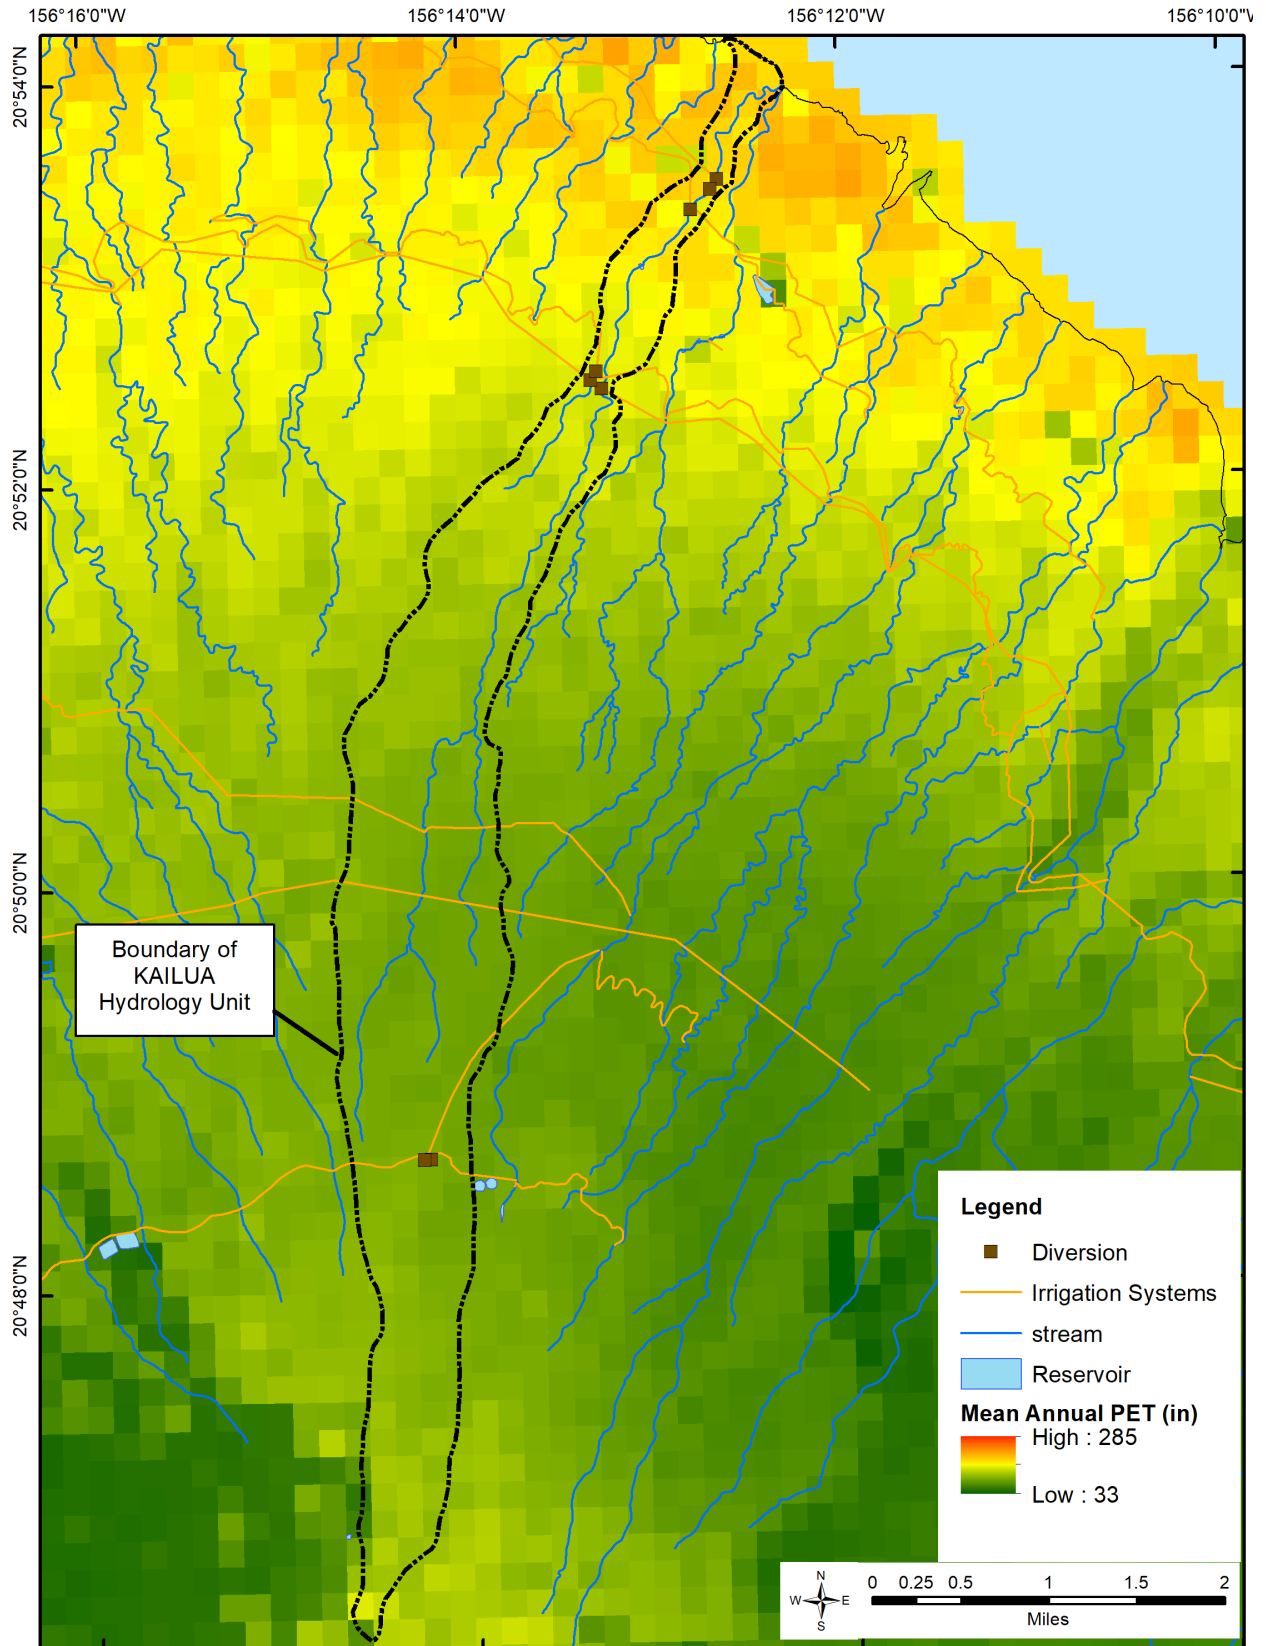 156°16'0"W
156°14'0"W
156°12'0"W
156°10'0"W
20°54'0"N
20°52'0"N
20°50'0"N
20°48'0"N
Boundary of
KAILUA
Hydrology Unit
Legend
Diversion
Irrigation Systems
stream
Reservoir
Mean Annual PET (in)
High : 285
Low : 33
N
W E
S
0 0.25 0.5 1 1.5 2
Miles